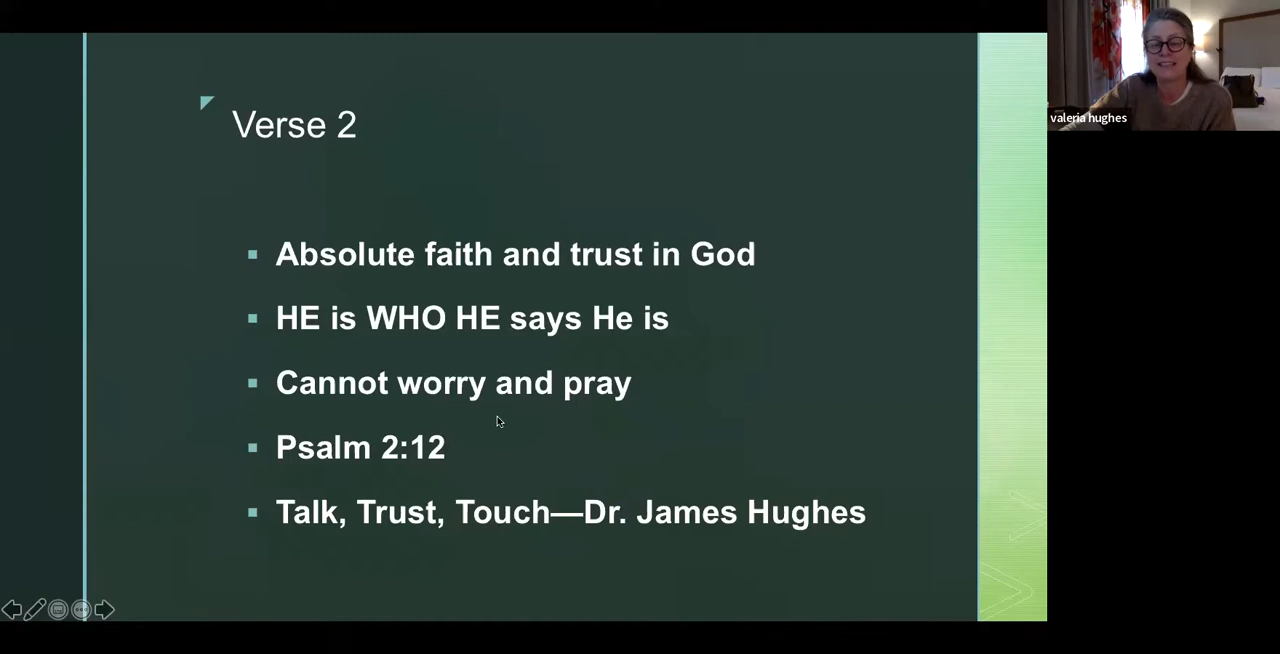 Verse 2
Absolute faith and trust in God
HE is WHO HE says He is
Cannot worry and pray
Psalm 2:12
Talk, Trust, Touch—Dr. James Hughes
valeria hughes